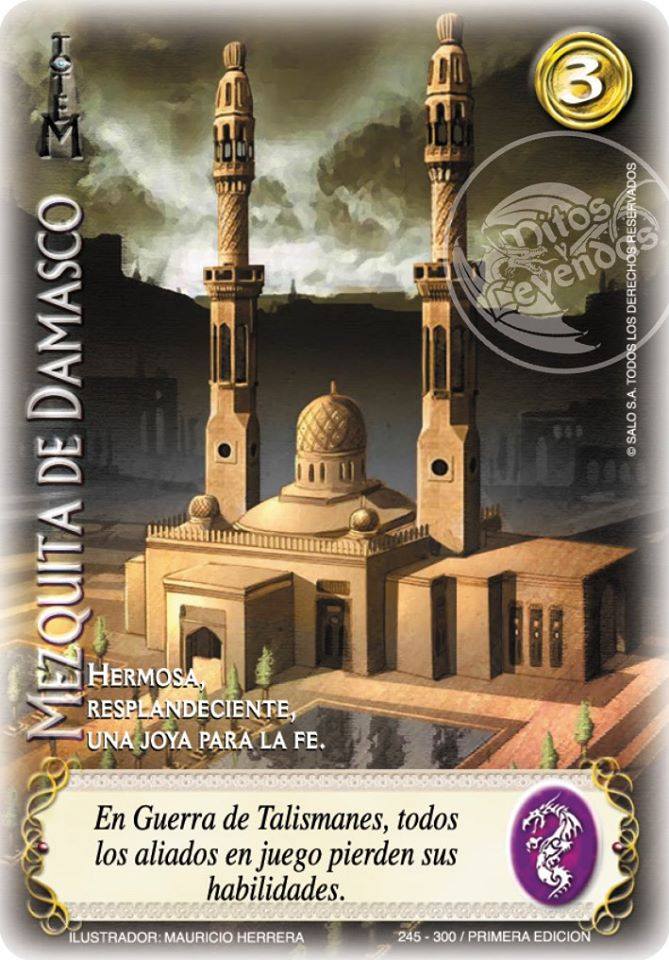 TOTEM
3
Mitos
y
Leyendas
© SALO S.A. TODOS LOS DERECHOS RESERVADOS
MEZQUITA DE DAMASCO
HERMOSA,
RESPLANDECIENTE,
UNA JOYA PARA LA FE.
En Guerra de Talismanes, todos
los aliados en juego pierden sus
habilidades.
ILUSTRADOR: MAURICIO HERRERA
245 - 300 / PRIMERA EDICION